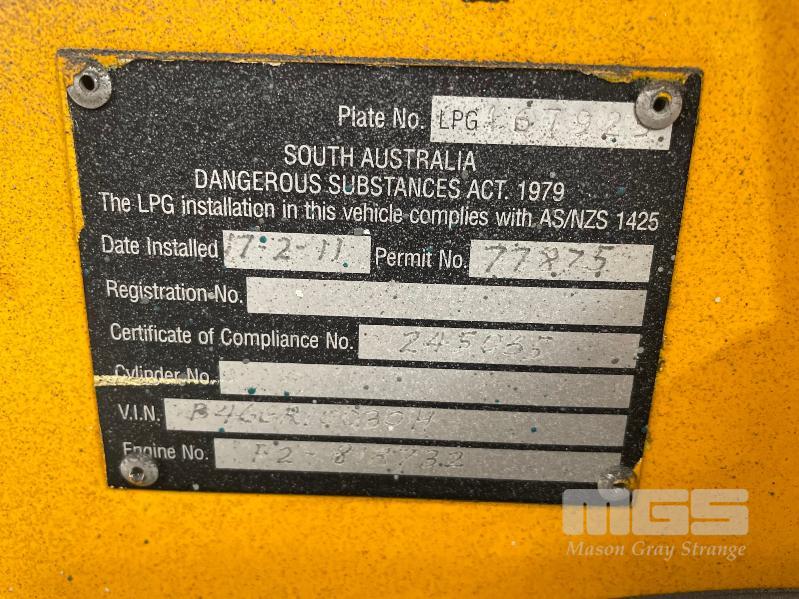 Plate No. LPG
SOUTH AUSTRALIA
DANGEROUS SUBSTANCES ACT. 1979
The LPG installation in this vehicle complies with AS/NZS 1425
Date Installed 17-2-11 Permit No. 77875
Registration No.
Certificate of Compliance No. 245065
Cylinder No.
V.I.N.
Engine No.
MGS
Mason Gray Strange